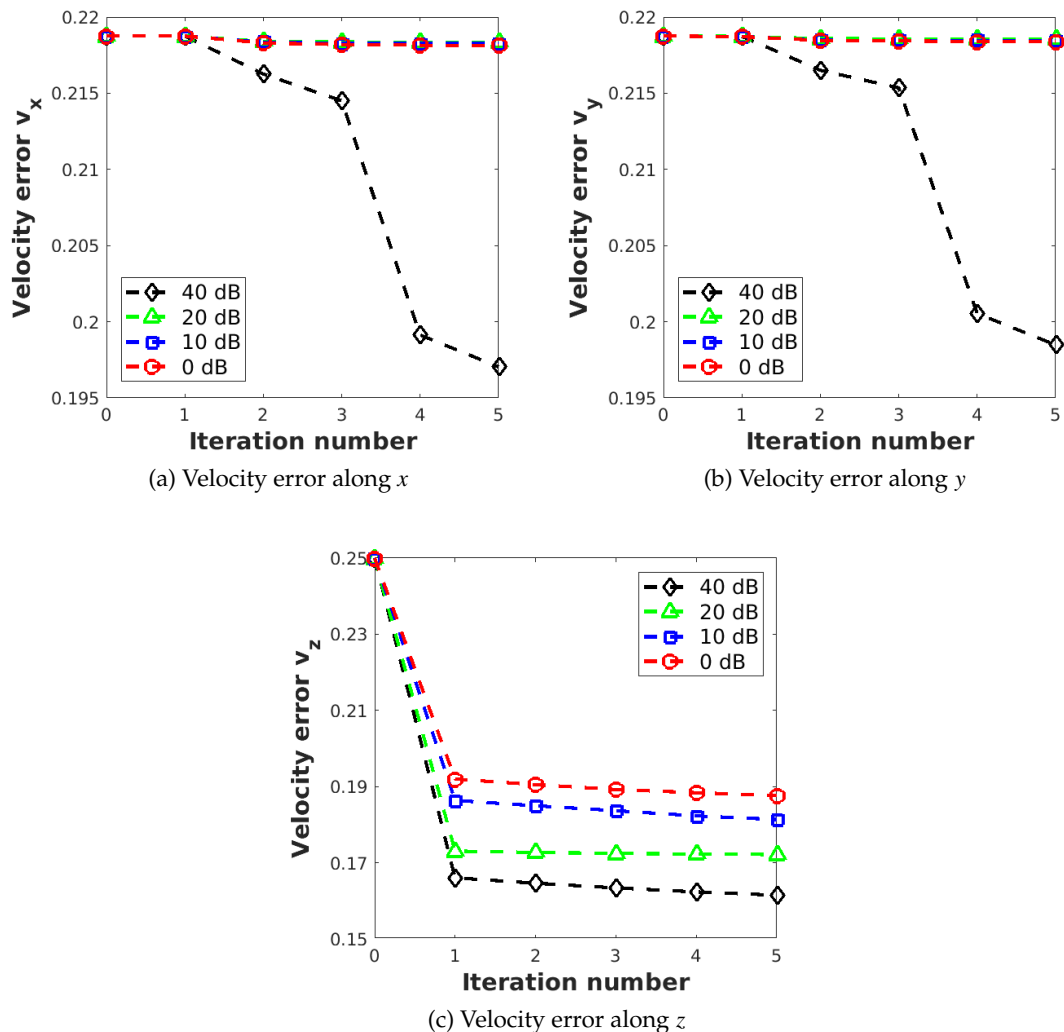 0.22
0.215
0.21
0.205
0.2
0.195
Velocity error v_x
40 dB
20 dB
10 dB
0 dB
0 1 2 3 4 5
Iteration number
(a) Velocity error along x
0.22
0.215
0.21
0.205
0.2
0.195
Velocity error v_y
40 dB
20 dB
10 dB
0 dB
0 1 2 3 4 5
Iteration number
(b) Velocity error along y
0.25
0.23
0.21
0.19
0.17
0.15
Velocity error v_z
40 dB
20 dB
10 dB
0 dB
0 1 2 3 4 5
Iteration number
(c) Velocity error along z